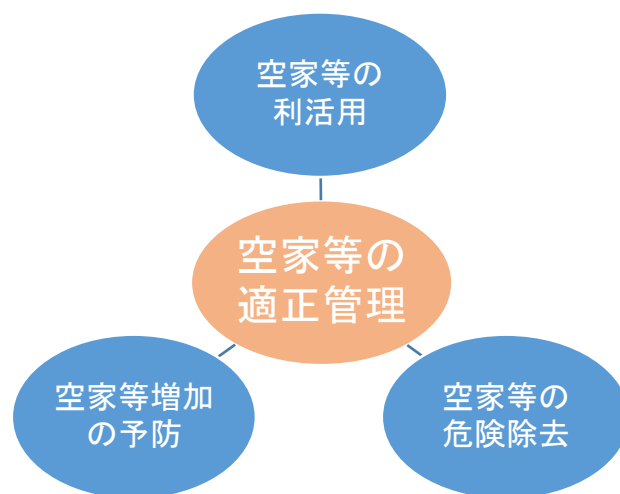 空家等の
利活用
空家等の
適正管理
空家等増加
の予防
空家等の
危険除去